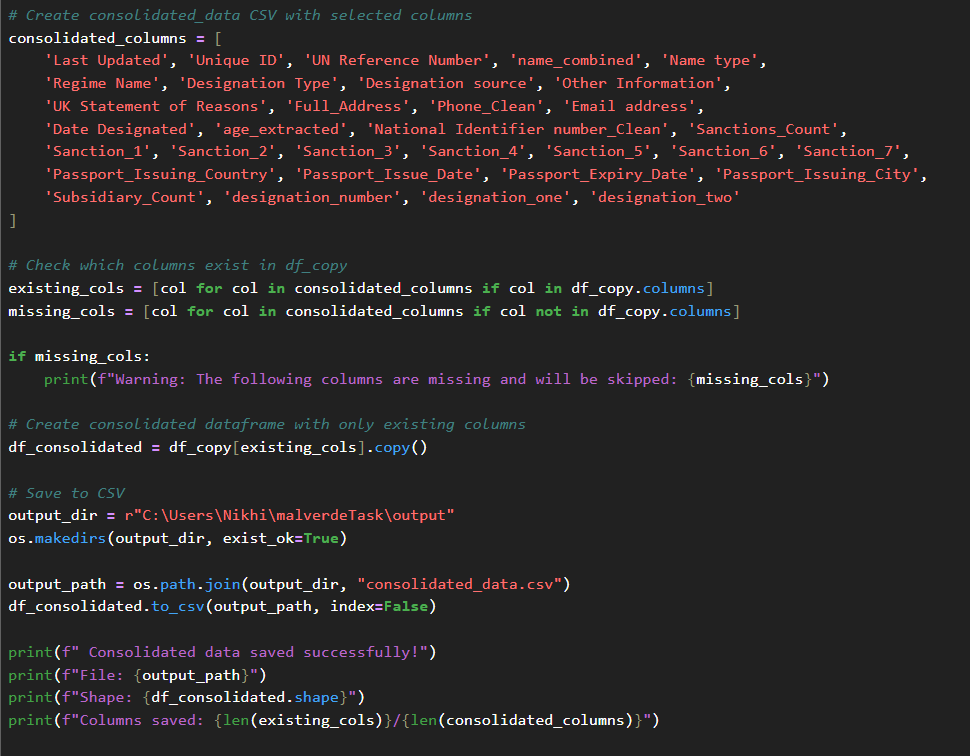 # Create consolidated_data CSV with selected columns
consolidated_columns = [
    'Last Updated', 'Unique ID', 'UN Reference Number', 'name_combined', 'Name type',
    'Regime Name', 'Designation Type', 'Designation source', 'Other Information',
    'UK Statement of Reasons', 'Full_Address', 'Phone_Clean', 'Email address',
    'Date Designated', 'age_extracted', 'National Identifier number_Clean', 'Sanctions_Count',
    'Sanction_1', 'Sanction_2', 'Sanction_3', 'Sanction_4', 'Sanction_5', 'Sanction_6', 'Sanction_7',
    'Passport_Issuing_Country', 'Passport_Issue_Date', 'Passport_Expiry_Date', 'Passport_Issuing_City',
    'Subsidiary_Count', 'designation_number', 'designation_one', 'designation_two'
]

# Check which columns exist in df_copy
existing_cols = [col for col in consolidated_columns if col in df_copy.columns]
missing_cols = [col for col in consolidated_columns if col not in df_copy.columns]

if missing_cols:
    print(f"Warning: The following columns are missing and will be skipped: {missing_cols}")

# Create consolidated dataframe with only existing columns
df_consolidated = df_copy[existing_cols].copy()

# Save to CSV
output_dir = r"C:\Users\Nikhi\malverdeTask\output"
os.makedirs(output_dir, exist_ok=True)

output_path = os.path.join(output_dir, "consolidated_data.csv")
df_consolidated.to_csv(output_path, index=False)

print(f" Consolidated data saved successfully!")
print(f"File: {output_path}")
print(f"Shape: {df_consolidated.shape}")
print(f"Columns saved: {len(existing_cols)}/{len(consolidated_columns)}")